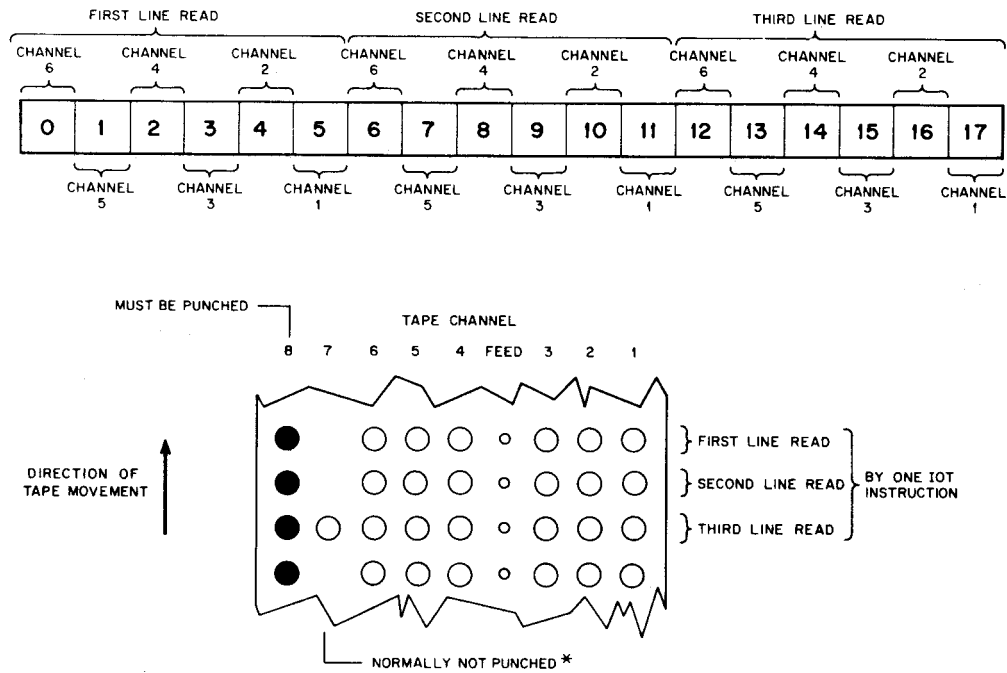 FIRST LINE READ SECOND LINE READ THIRD LINE READ
CHANNEL 6 CHANNEL 4 CHANNEL 2 CHANNEL 6 CHANNEL 4 CHANNEL 2 CHANNEL 6 CHANNEL 4 CHANNEL 2
0 1 2 3 4 5 6 7 8 9 10 11 12 13 14 15 16 17
CHANNEL 5 CHANNEL 3 CHANNEL 1 CHANNEL 5 CHANNEL 3 CHANNEL 1 CHANNEL 5 CHANNEL 3 CHANNEL 1
MUST BE PUNCHED
TAPE CHANNEL
8 7 6 5 4 FEED 3 2 1
DIRECTION OF
TAPE MOVEMENT
FIRST LINE READ
SECOND LINE READ
THIRD LINE READ
BY ONE IOT
INSTRUCTION
NORMALLY NOT PUNCHED *